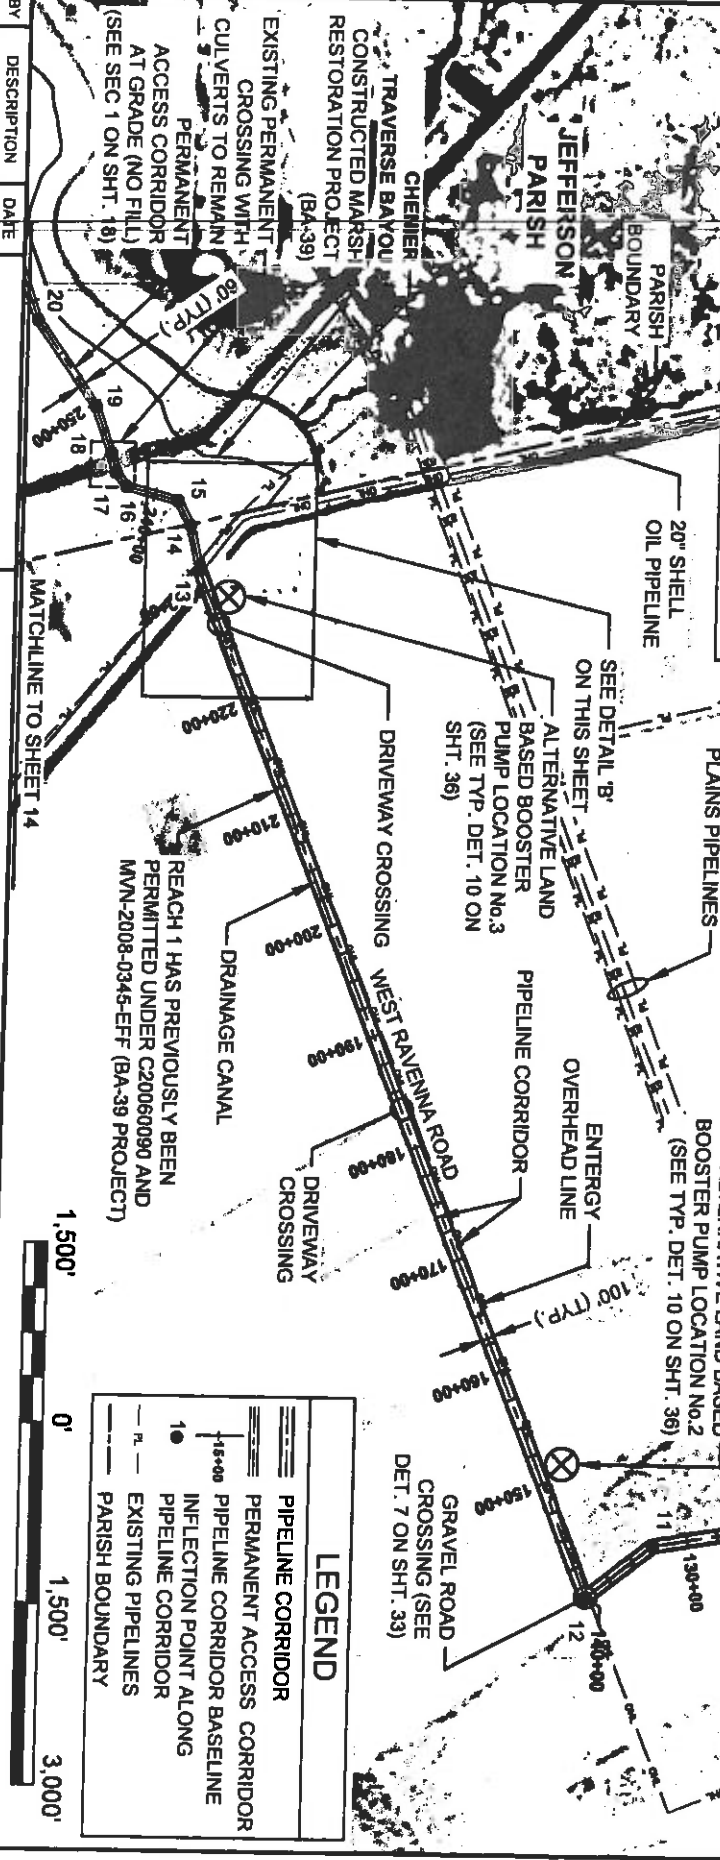 BY
DESCRIPTION
DATE
JEFFERSON
PARISH
PARISH
BOUNDARY
20" SHELL
OIL PIPELINE
PLAINS PIPELINES
BOOSTER PUMP LOCATION No.2
(SEE TYP. DET. 10 ON SHT. 36)
CHENIER
TRAVERSE BAYOU
CONSTRUCTED MARSH
RESTORATION PROJECT
(BA-39)
EXISTING PERMANENT
CROSSING WITH
CULVERTS TO REMAIN
PERMANENT
ACCESS CORRIDOR
AT GRADE (NO FILL)
(SEE SEC 1 ON SHT. 18)
60' (TYP.)
SEE DETAIL 'B'
ON THIS SHEET
ALTERNATIVE LAND
BASED BOOSTER
PUMP LOCATION No.3
(SEE TYP. DET. 10 ON
SHT. 36)
DRIVEWAY CROSSING
PIPELINE CORRIDOR
ENTERGY
OVERHEAD LINE
100' (TYP.)
WEST RAVENNA ROAD
DRIVEWAY
CROSSING
DRAINAGE CANAL
GRAVEL ROAD
CROSSING (SEE
DET. 7 ON SHT. 33)
REACH 1 HAS PREVIOUSLY BEEN
PERMITTED UNDER C20060090 AND
MVN-2008-0345-EFF (BA-39 PROJECT)
MATCHLINE TO SHEET 14
20
19
18
17
16
15
14
13
12
11
250+00
240+00
220+00
210+00
200+00
190+00
180+00
170+00
160+00
150+00
140+00
130+00
LEGEND
PIPELINE CORRIDOR
PERMANENT ACCESS CORRIDOR
15+00 PIPELINE CORRIDOR BASELINE
1 INFLECTION POINT ALONG
PIPELINE CORRIDOR
PL EXISTING PIPELINES
PARISH BOUNDARY
1,500' 0' 1,500' 3,000'